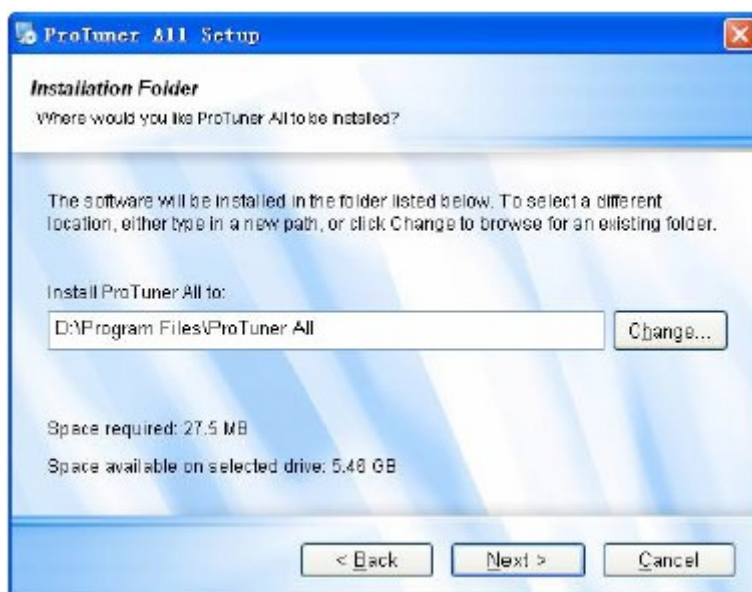 ProTuner All Setup
Installation Folder
Where would you like ProTuner All to be installed?
The software will be installed in the folder listed below. To select a different
location, either type in a new path, or click Change to browse for an existing folder.
Install ProTuner All to:
D:\Program Files\ProTuner All
Change...
Space required: 27.5 MB
Space available on selected drive: 5.46 GB
< Back
Next >
Cancel